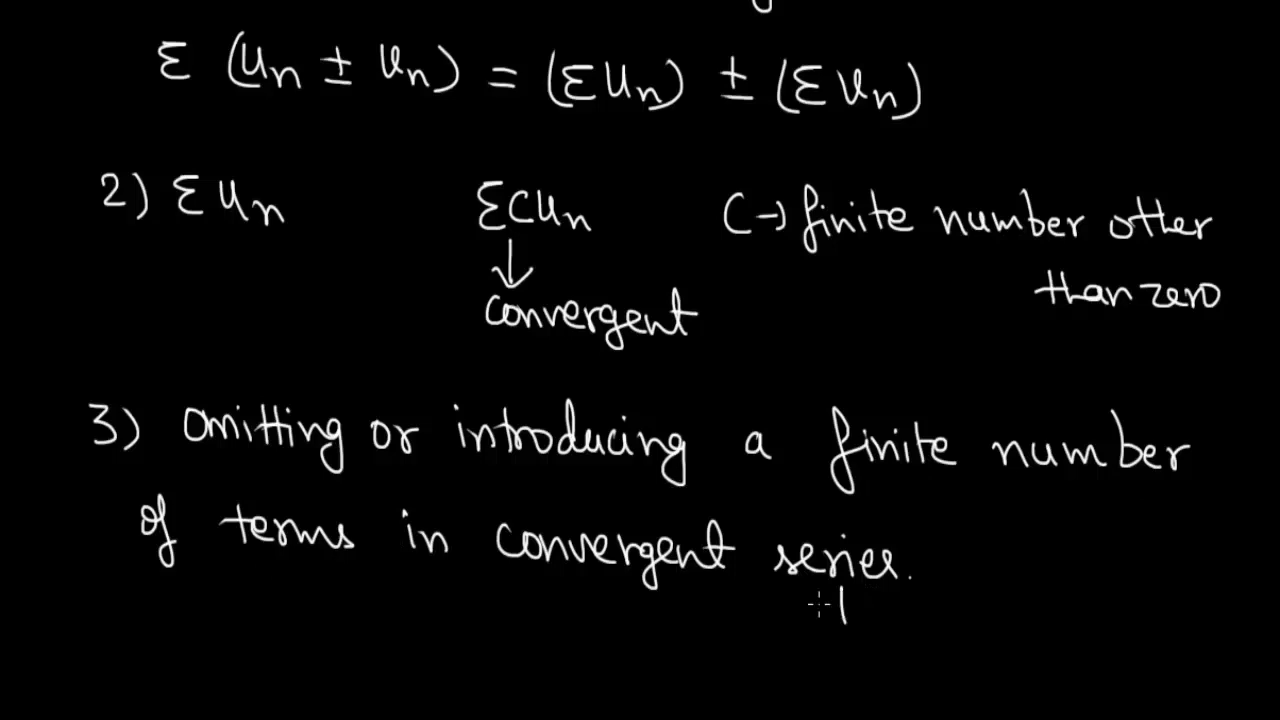 Σ (Un ± Vn) = (ΣUn) ± (ΣVn)
2) ΣUn ΣCUn C→ finite number other
than zero
↓
convergent
3) Omitting or introducing a finite number
of terms in convergent series.